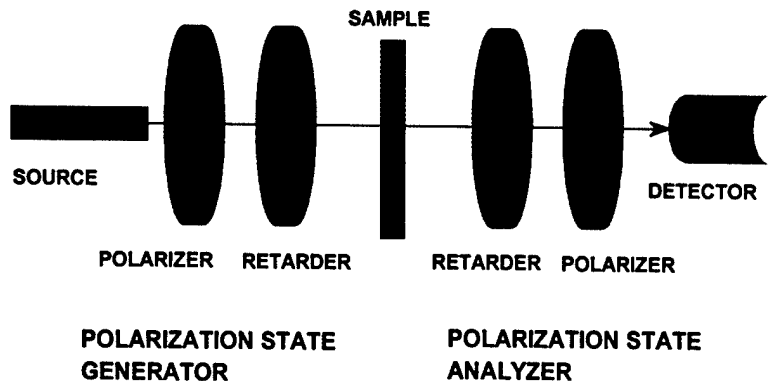 SAMPLE
SOURCE
DETECTOR
POLARIZER
RETARDER
RETARDER
POLARIZER
POLARIZATION STATE
GENERATOR
POLARIZATION STATE
ANALYZER